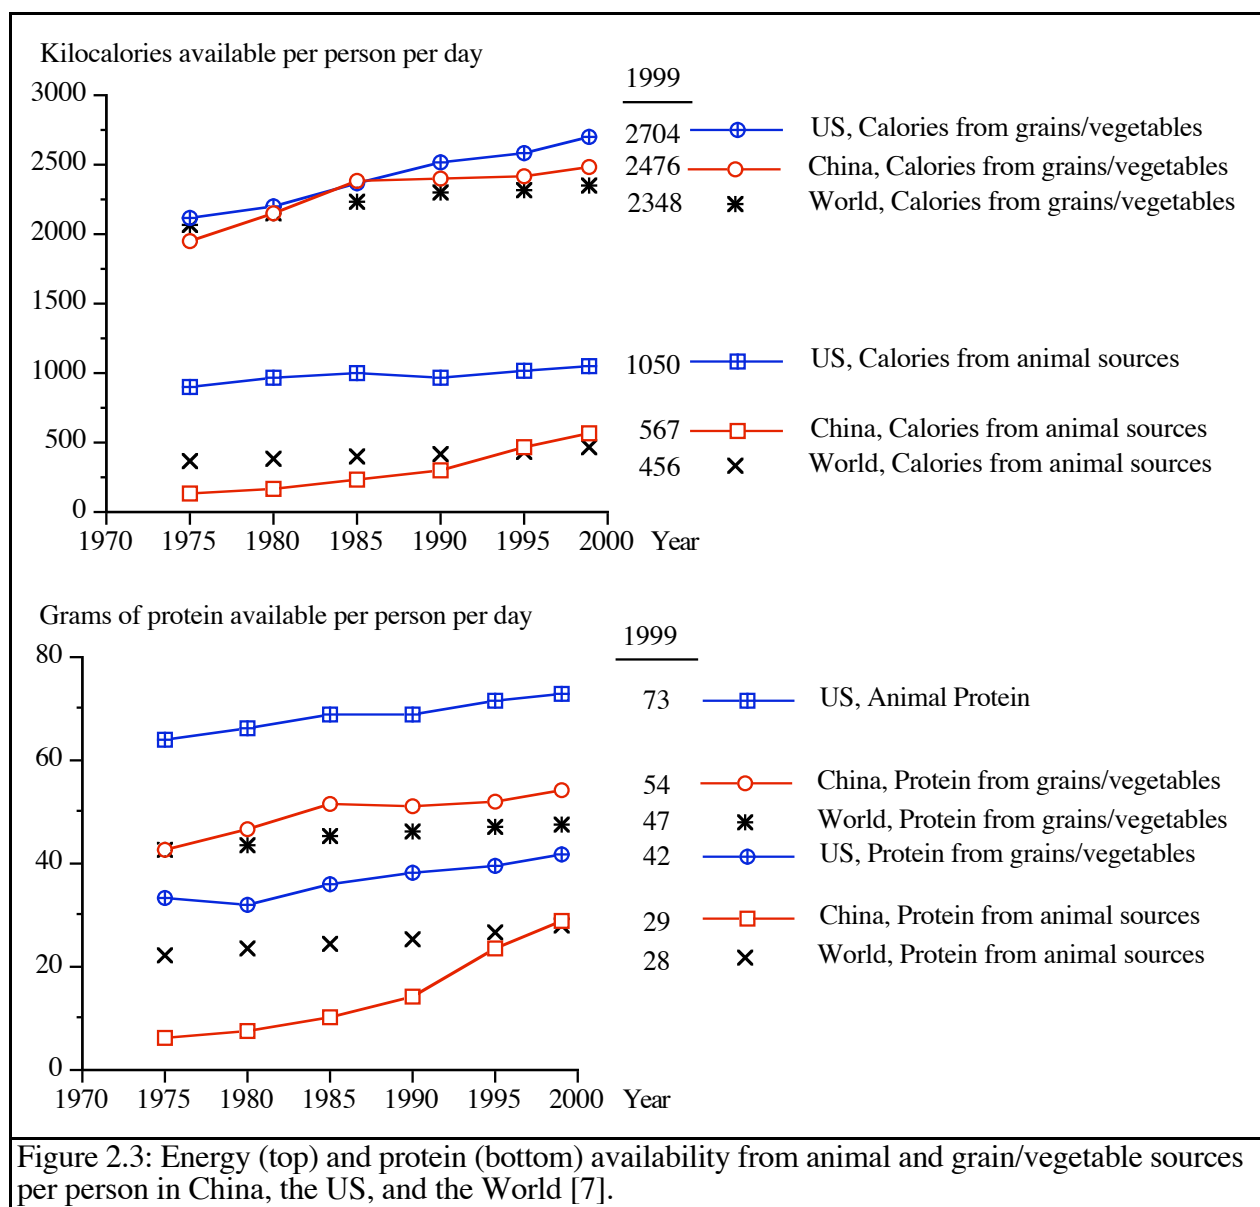 Kilocalories available per person per day
1999
3000
2704 US, Calories from grains/vegetables
2500
2476 China, Calories from grains/vegetables
2348 World, Calories from grains/vegetables
2000
1500
1000
1050 US, Calories from animal sources
500
567 China, Calories from animal sources
456 World, Calories from animal sources
0
1970 1975 1980 1985 1990 1995 2000 Year
Grams of protein available per person per day
1999
80
73 US, Animal Protein
60
54 China, Protein from grains/vegetables
47 World, Protein from grains/vegetables
40
42 US, Protein from grains/vegetables
29 China, Protein from animal sources
20
28 World, Protein from animal sources
0
1970 1975 1980 1985 1990 1995 2000 Year
Figure 2.3: Energy (top) and protein (bottom) availability from animal and grain/vegetable sources
per person in China, the US, and the World [7].